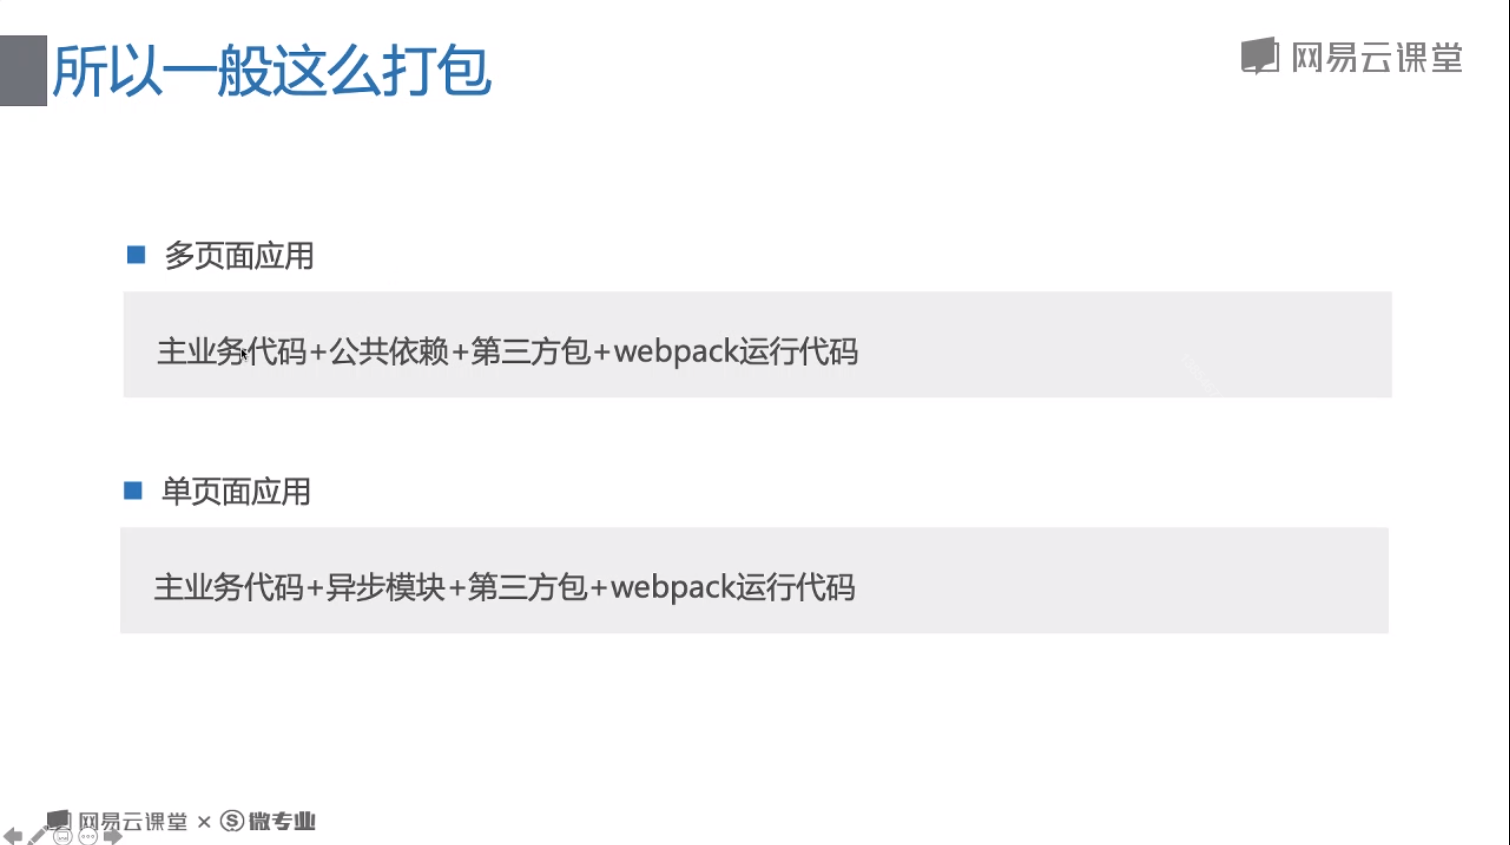 所以一般这么打包
网易云课堂
多页面应用
主业务代码+公共依赖+第三方包+webpack运行代码
单页面应用
主业务代码+异步模块+第三方包+webpack运行代码
网易云课堂 × S 微专业